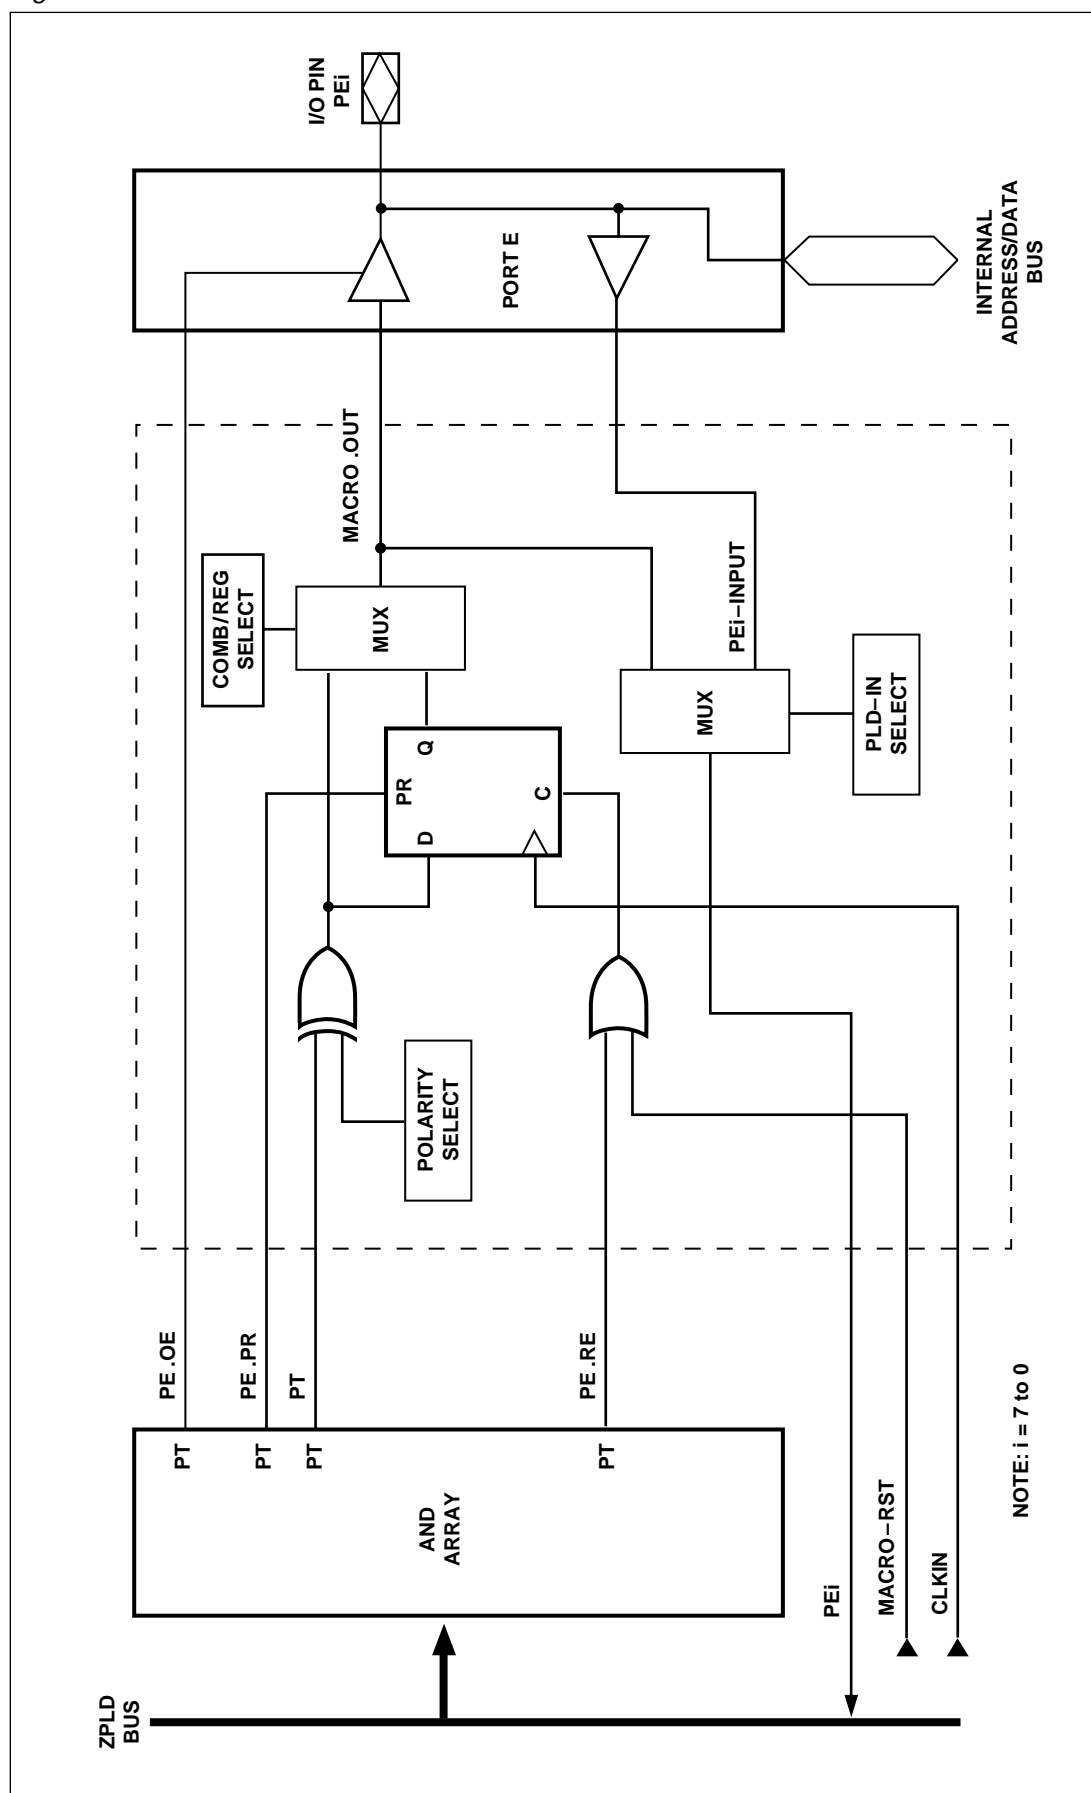 ZPLD
BUS
AND
ARRAY
PT
PT
PT
PT
PE .OE
PE .PR
PT
PE .RE
PEi
MACRO–RST
CLKIN
POLARITY
SELECT
D
PR
Q
C
COMB/REG
SELECT
MUX
MUX
PLD–IN
SELECT
MACRO .OUT
PEi–INPUT
PORT E
I/O PIN
PEi
INTERNAL
ADDRESS/DATA
BUS
NOTE: i = 7 to 0